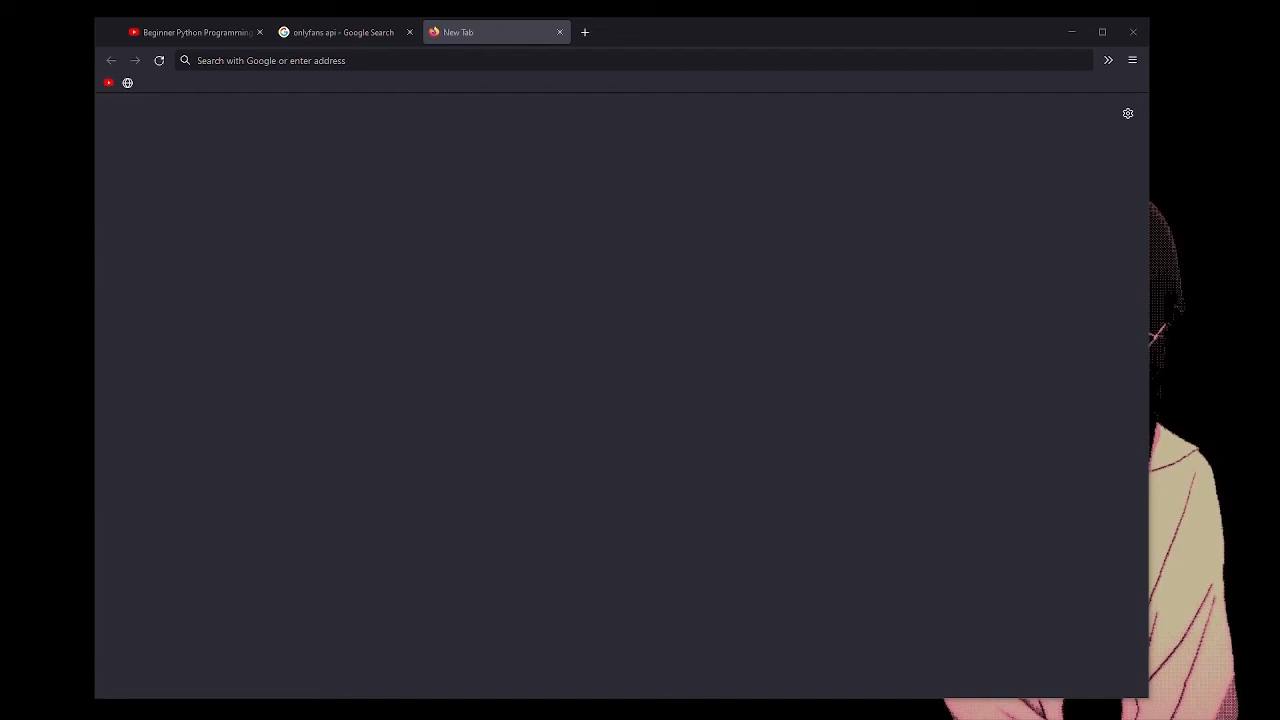 Beginner Python Programming
onlyfans api - Google Search
New Tab
Search with Google or enter address